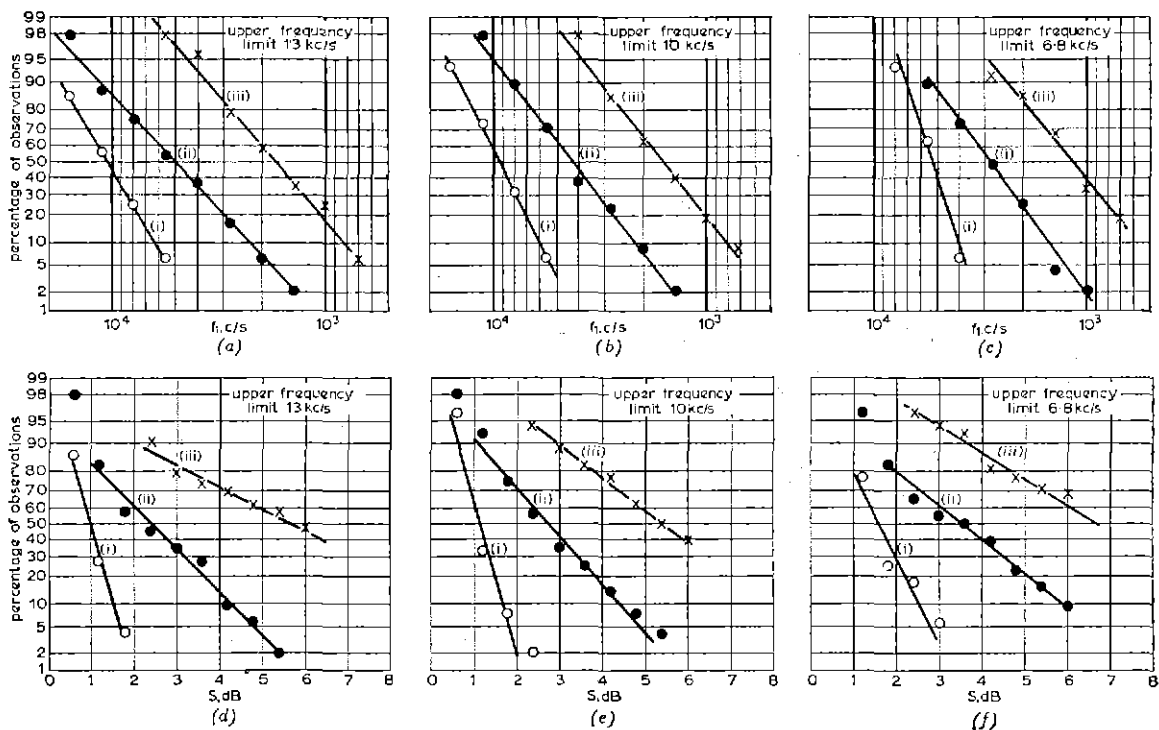 percentage of observations
99
98
95
90
80
70
60
50
40
30
20
10
5
2
1
upper frequency
limit 13 kc/s
(iii)
(ii)
(i)
10⁴
f₁, c/s
10³
(a)
upper frequency
limit 10 kc/s
(iii)
(ii)
(i)
10⁴
f₁, c/s
10³
(b)
upper frequency
limit 6·8 kc/s
(iii)
(ii)
(i)
10⁴
f₁, c/s
10³
(c)
percentage of observations
99
98
95
90
80
70
60
50
40
30
20
10
5
2
1
upper frequency
limit 13 kc/s
(iii)
(ii)
(i)
0 1 2 3 4 5 6 7 8
S, dB
(d)
upper frequency
limit 10 kc/s
(iii)
(ii)
(i)
0 1 2 3 4 5 6 7 8
S, dB
(e)
upper frequency
limit 6·8 kc/s
(iii)
(ii)
(i)
0 1 2 3 4 5 6 7 8
S, dB
(f)